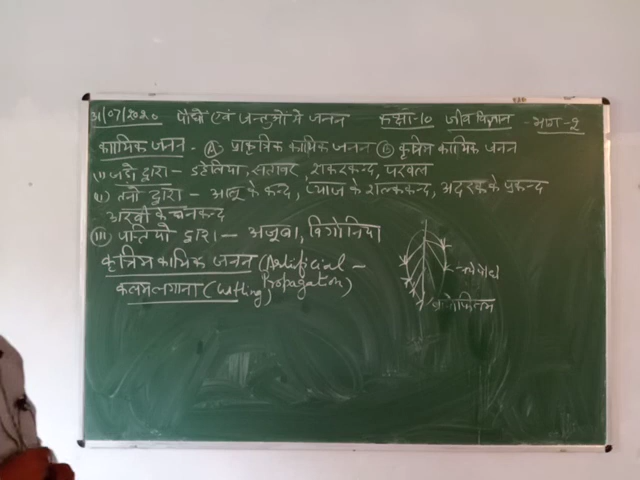 31/07/2020 पौधों एवं जन्तुओं में जनन कक्षा-10 जीव विज्ञान - भाग-2
कायिक जनन - (A) प्राकृतिक कायिक जनन (B) कृत्रिम कायिक जनन
(i) जड़ों द्वारा - डहेलिया, सतावर, शकरकन्द, परवल
(ii) तनों द्वारा - आलू के कन्द, प्याज के शल्ककन्द, अदरक के प्रकन्द
अरबी के घनकन्द
(iii) पत्तियों द्वारा - अजूबा, बिगोनिया
कृत्रिम कायिक जनन (Artificial -
Propagation)
कलम लगाना (Cutting)